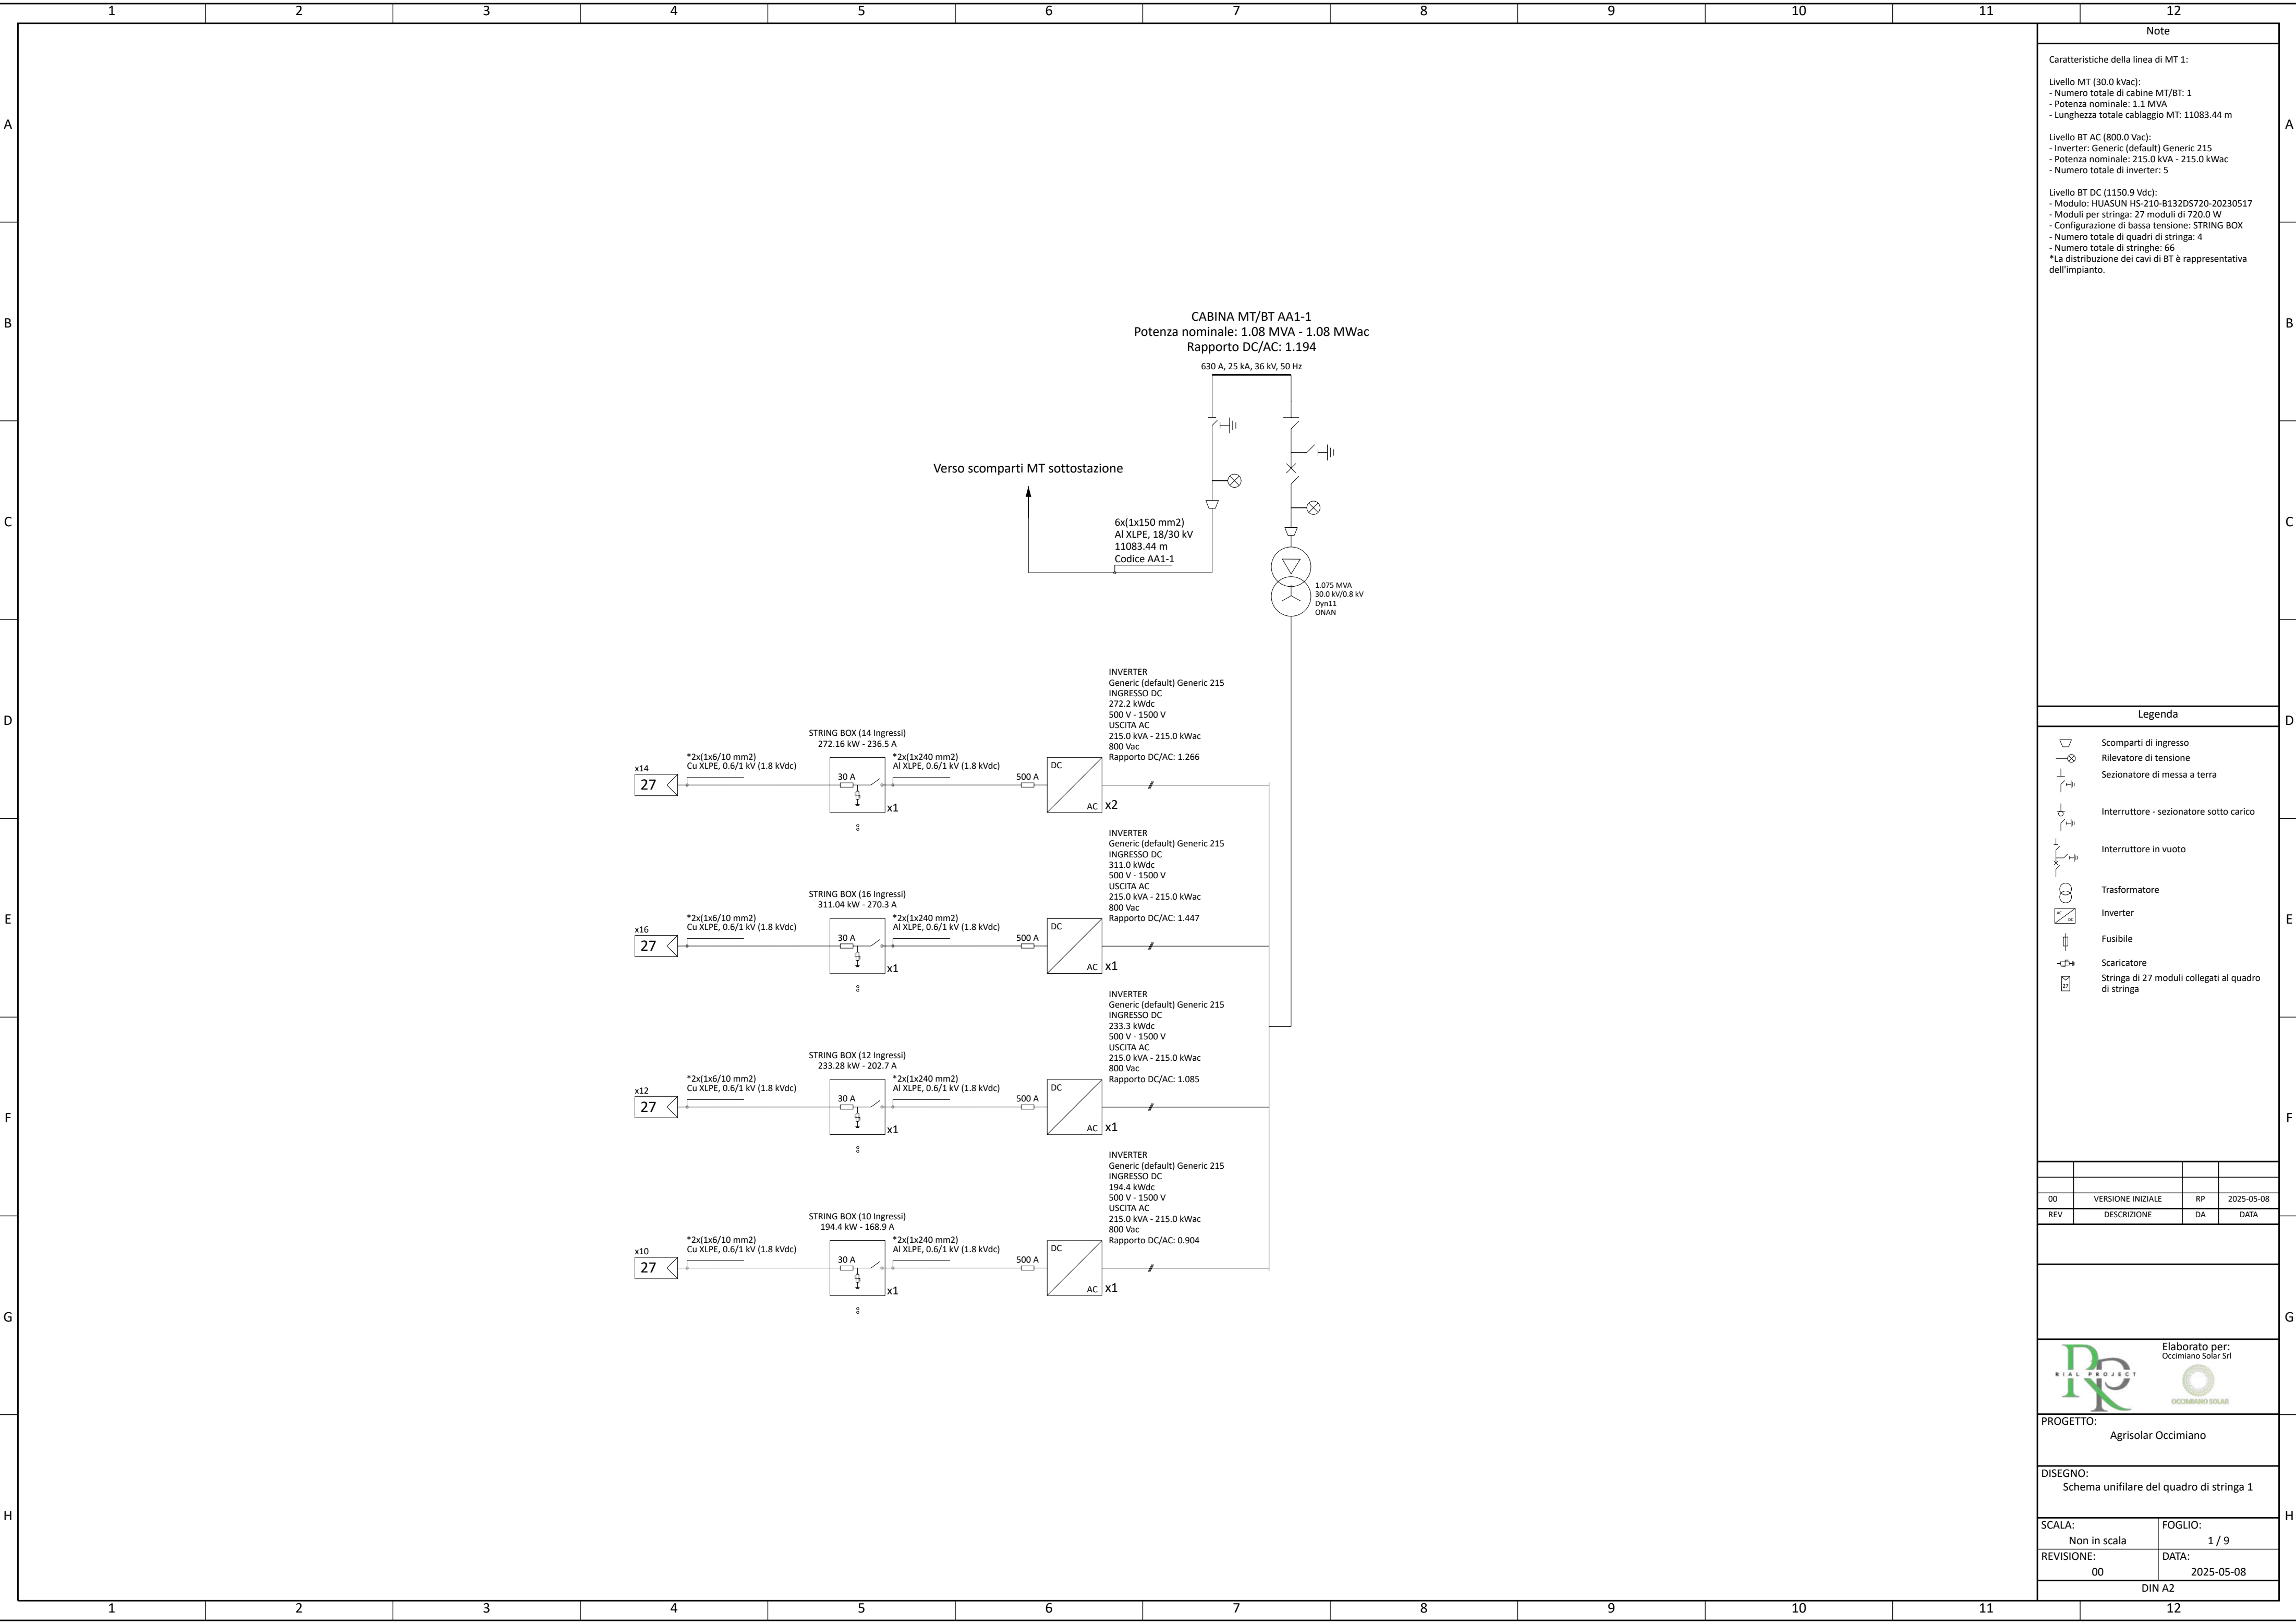 1 2 3 4 5 6 7 8 9 10 11 12
A A
B B
C C
D D
E E
F F
G G
H H
1 2 3 4 5 6 7 8 9 10 11 12
CABINA MT/BT AA1-1
Potenza nominale: 1.08 MVA - 1.08 MWac
Rapporto DC/AC: 1.194
630 A, 25 kA, 36 kV, 50 Hz
Verso scomparti MT sottostazione
6x(1x150 mm2)
Al XLPE, 18/30 kV
11083.44 m
Codice AA1-1
1.075 MVA
30.0 kV/0.8 kV
Dyn11
ONAN
x14
27
*2x(1x6/10 mm2)
Cu XLPE, 0.6/1 kV (1.8 kVdc)
STRING BOX (14 Ingressi)
272.16 kW - 236.5 A
30 A
x1
*2x(1x240 mm2)
Al XLPE, 0.6/1 kV (1.8 kVdc)
500 A
INVERTER
Generic (default) Generic 215
INGRESSO DC
272.2 kWdc
500 V - 1500 V
USCITA AC
215.0 kVA - 215.0 kWac
800 Vac
Rapporto DC/AC: 1.266
DC
AC
x2
x16
27
*2x(1x6/10 mm2)
Cu XLPE, 0.6/1 kV (1.8 kVdc)
STRING BOX (16 Ingressi)
311.04 kW - 270.3 A
30 A
x1
*2x(1x240 mm2)
Al XLPE, 0.6/1 kV (1.8 kVdc)
500 A
INVERTER
Generic (default) Generic 215
INGRESSO DC
311.0 kWdc
500 V - 1500 V
USCITA AC
215.0 kVA - 215.0 kWac
800 Vac
Rapporto DC/AC: 1.447
DC
AC
x1
x12
27
*2x(1x6/10 mm2)
Cu XLPE, 0.6/1 kV (1.8 kVdc)
STRING BOX (12 Ingressi)
233.28 kW - 202.7 A
30 A
x1
*2x(1x240 mm2)
Al XLPE, 0.6/1 kV (1.8 kVdc)
500 A
INVERTER
Generic (default) Generic 215
INGRESSO DC
233.3 kWdc
500 V - 1500 V
USCITA AC
215.0 kVA - 215.0 kWac
800 Vac
Rapporto DC/AC: 1.085
DC
AC
x1
x10
27
*2x(1x6/10 mm2)
Cu XLPE, 0.6/1 kV (1.8 kVdc)
STRING BOX (10 Ingressi)
194.4 kW - 168.9 A
30 A
x1
*2x(1x240 mm2)
Al XLPE, 0.6/1 kV (1.8 kVdc)
500 A
INVERTER
Generic (default) Generic 215
INGRESSO DC
194.4 kWdc
500 V - 1500 V
USCITA AC
215.0 kVA - 215.0 kWac
800 Vac
Rapporto DC/AC: 0.904
DC
AC
x1
Note
Caratteristiche della linea di MT 1:
Livello MT (30.0 kVac):
- Numero totale di cabine MT/BT: 1
- Potenza nominale: 1.1 MVA
- Lunghezza totale cablaggio MT: 11083.44 m
Livello BT AC (800.0 Vac):
- Inverter: Generic (default) Generic 215
- Potenza nominale: 215.0 kVA - 215.0 kWac
- Numero totale di inverter: 5
Livello BT DC (1150.9 Vdc):
- Modulo: HUASUN HS-210-B132DS720-20230517
- Moduli per stringa: 27 moduli di 720.0 W
- Configurazione di bassa tensione: STRING BOX
- Numero totale di quadri di stringa: 4
- Numero totale di stringhe: 66
*La distribuzione dei cavi di BT è rappresentativa
dell'impianto.
Legenda
Scomparti di ingresso
Rilevatore di tensione
Sezionatore di messa a terra
Interruttore - sezionatore sotto carico
Interruttore in vuoto
Trasformatore
AC
DC
Inverter
Fusibile
Scaricatore
27
Stringa di 27 moduli collegati al quadro
di stringa
00 VERSIONE INIZIALE RP 2025-05-08
REV DESCRIZIONE DA DATA
RIAL PROJECT
Elaborato per:
Occimiano Solar Srl
OCCIMIANO SOLAR
PROGETTO:
Agrisolar Occimiano
DISEGNO:
Schema unifilare del quadro di stringa 1
SCALA:
Non in scala
FOGLIO:
1 / 9
REVISIONE:
00
DATA:
2025-05-08
DIN A2